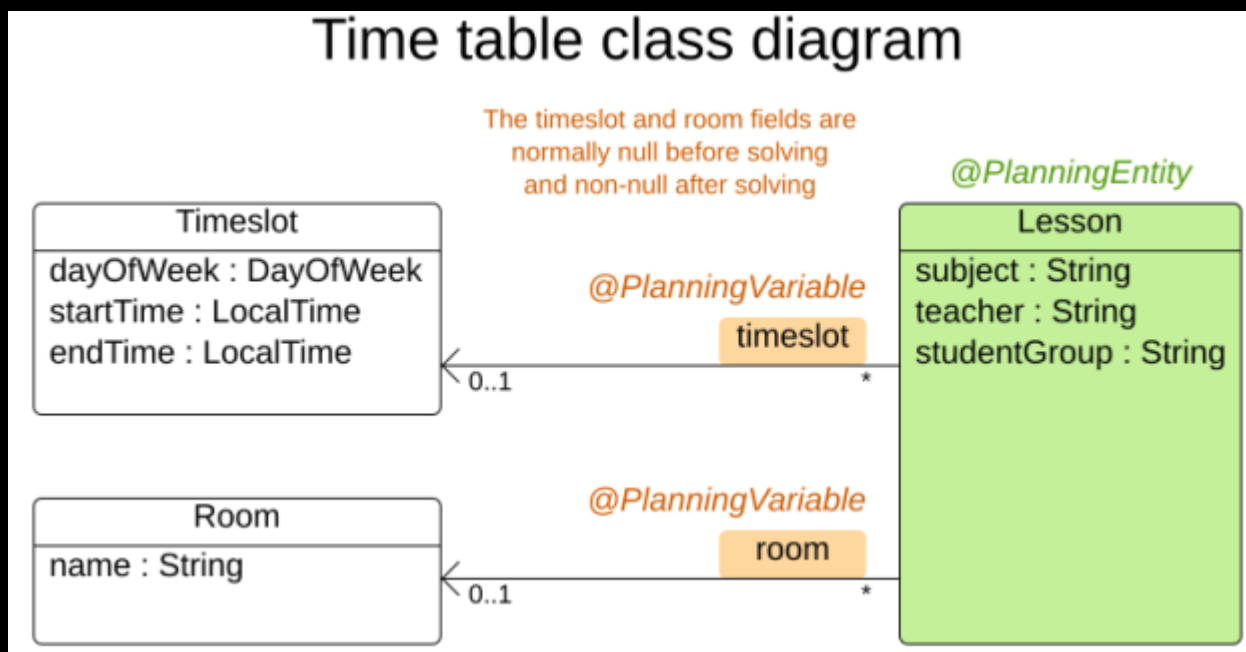 Time table class diagram
The timeslot and room fields are
normally null before solving
and non-null after solving
@PlanningEntity
Timeslot
dayOfWeek : DayOfWeek
startTime : LocalTime
endTime : LocalTime
@PlanningVariable
timeslot
0..1
*
Lesson
subject : String
teacher : String
studentGroup : String
Room
name : String
@PlanningVariable
room
0..1
*